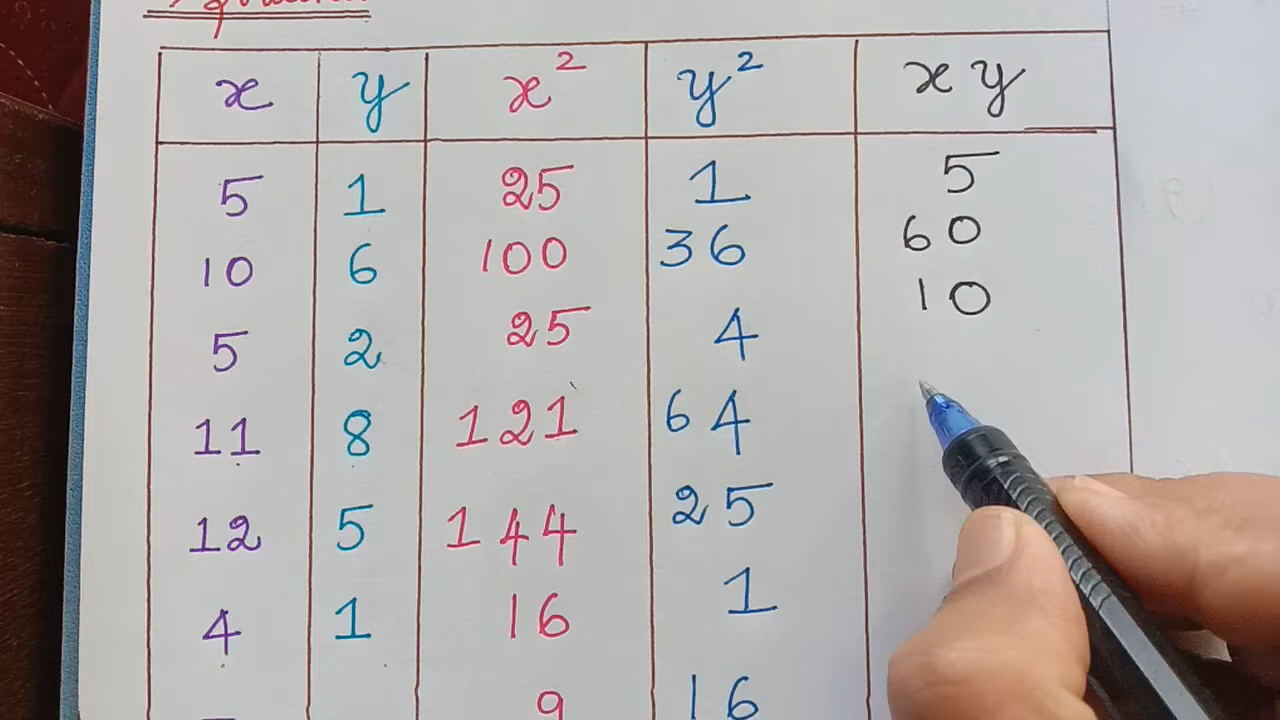 x y x² y² xy
5 1 25 1 5
10 6 100 36 60
5 2 25 4 10
11 8 121 64
12 5 144 25
4 1 16 1
9 16